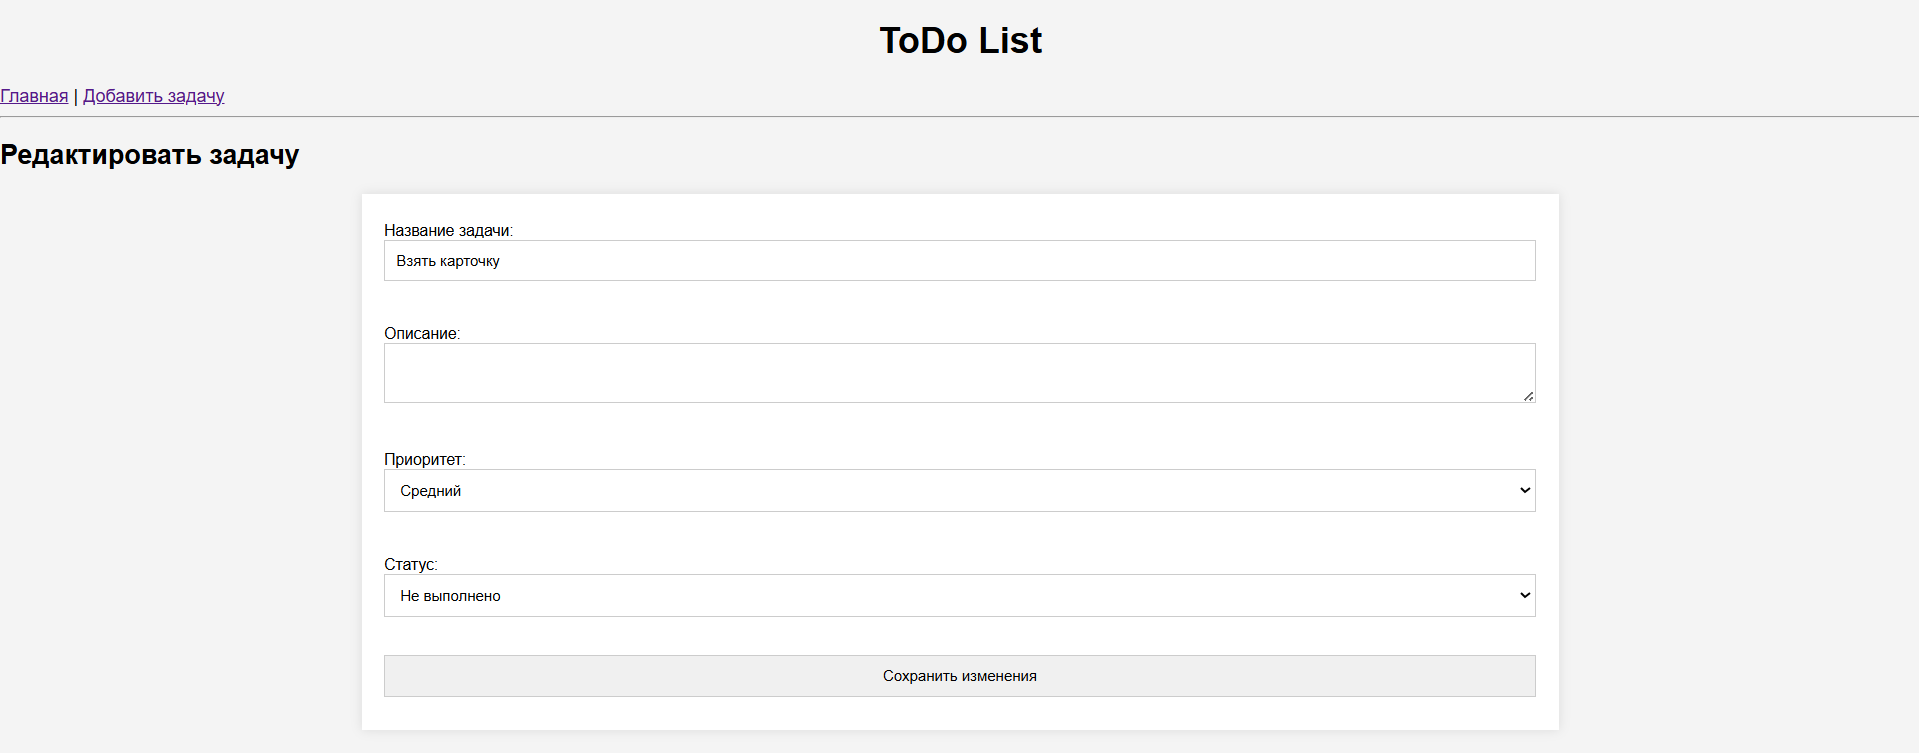 ToDo List
Главная | Добавить задачу
Редактировать задачу
Название задачи:
Взять карточку
Описание:
Приоритет:
Средний
Статус:
Не выполнено
Сохранить изменения